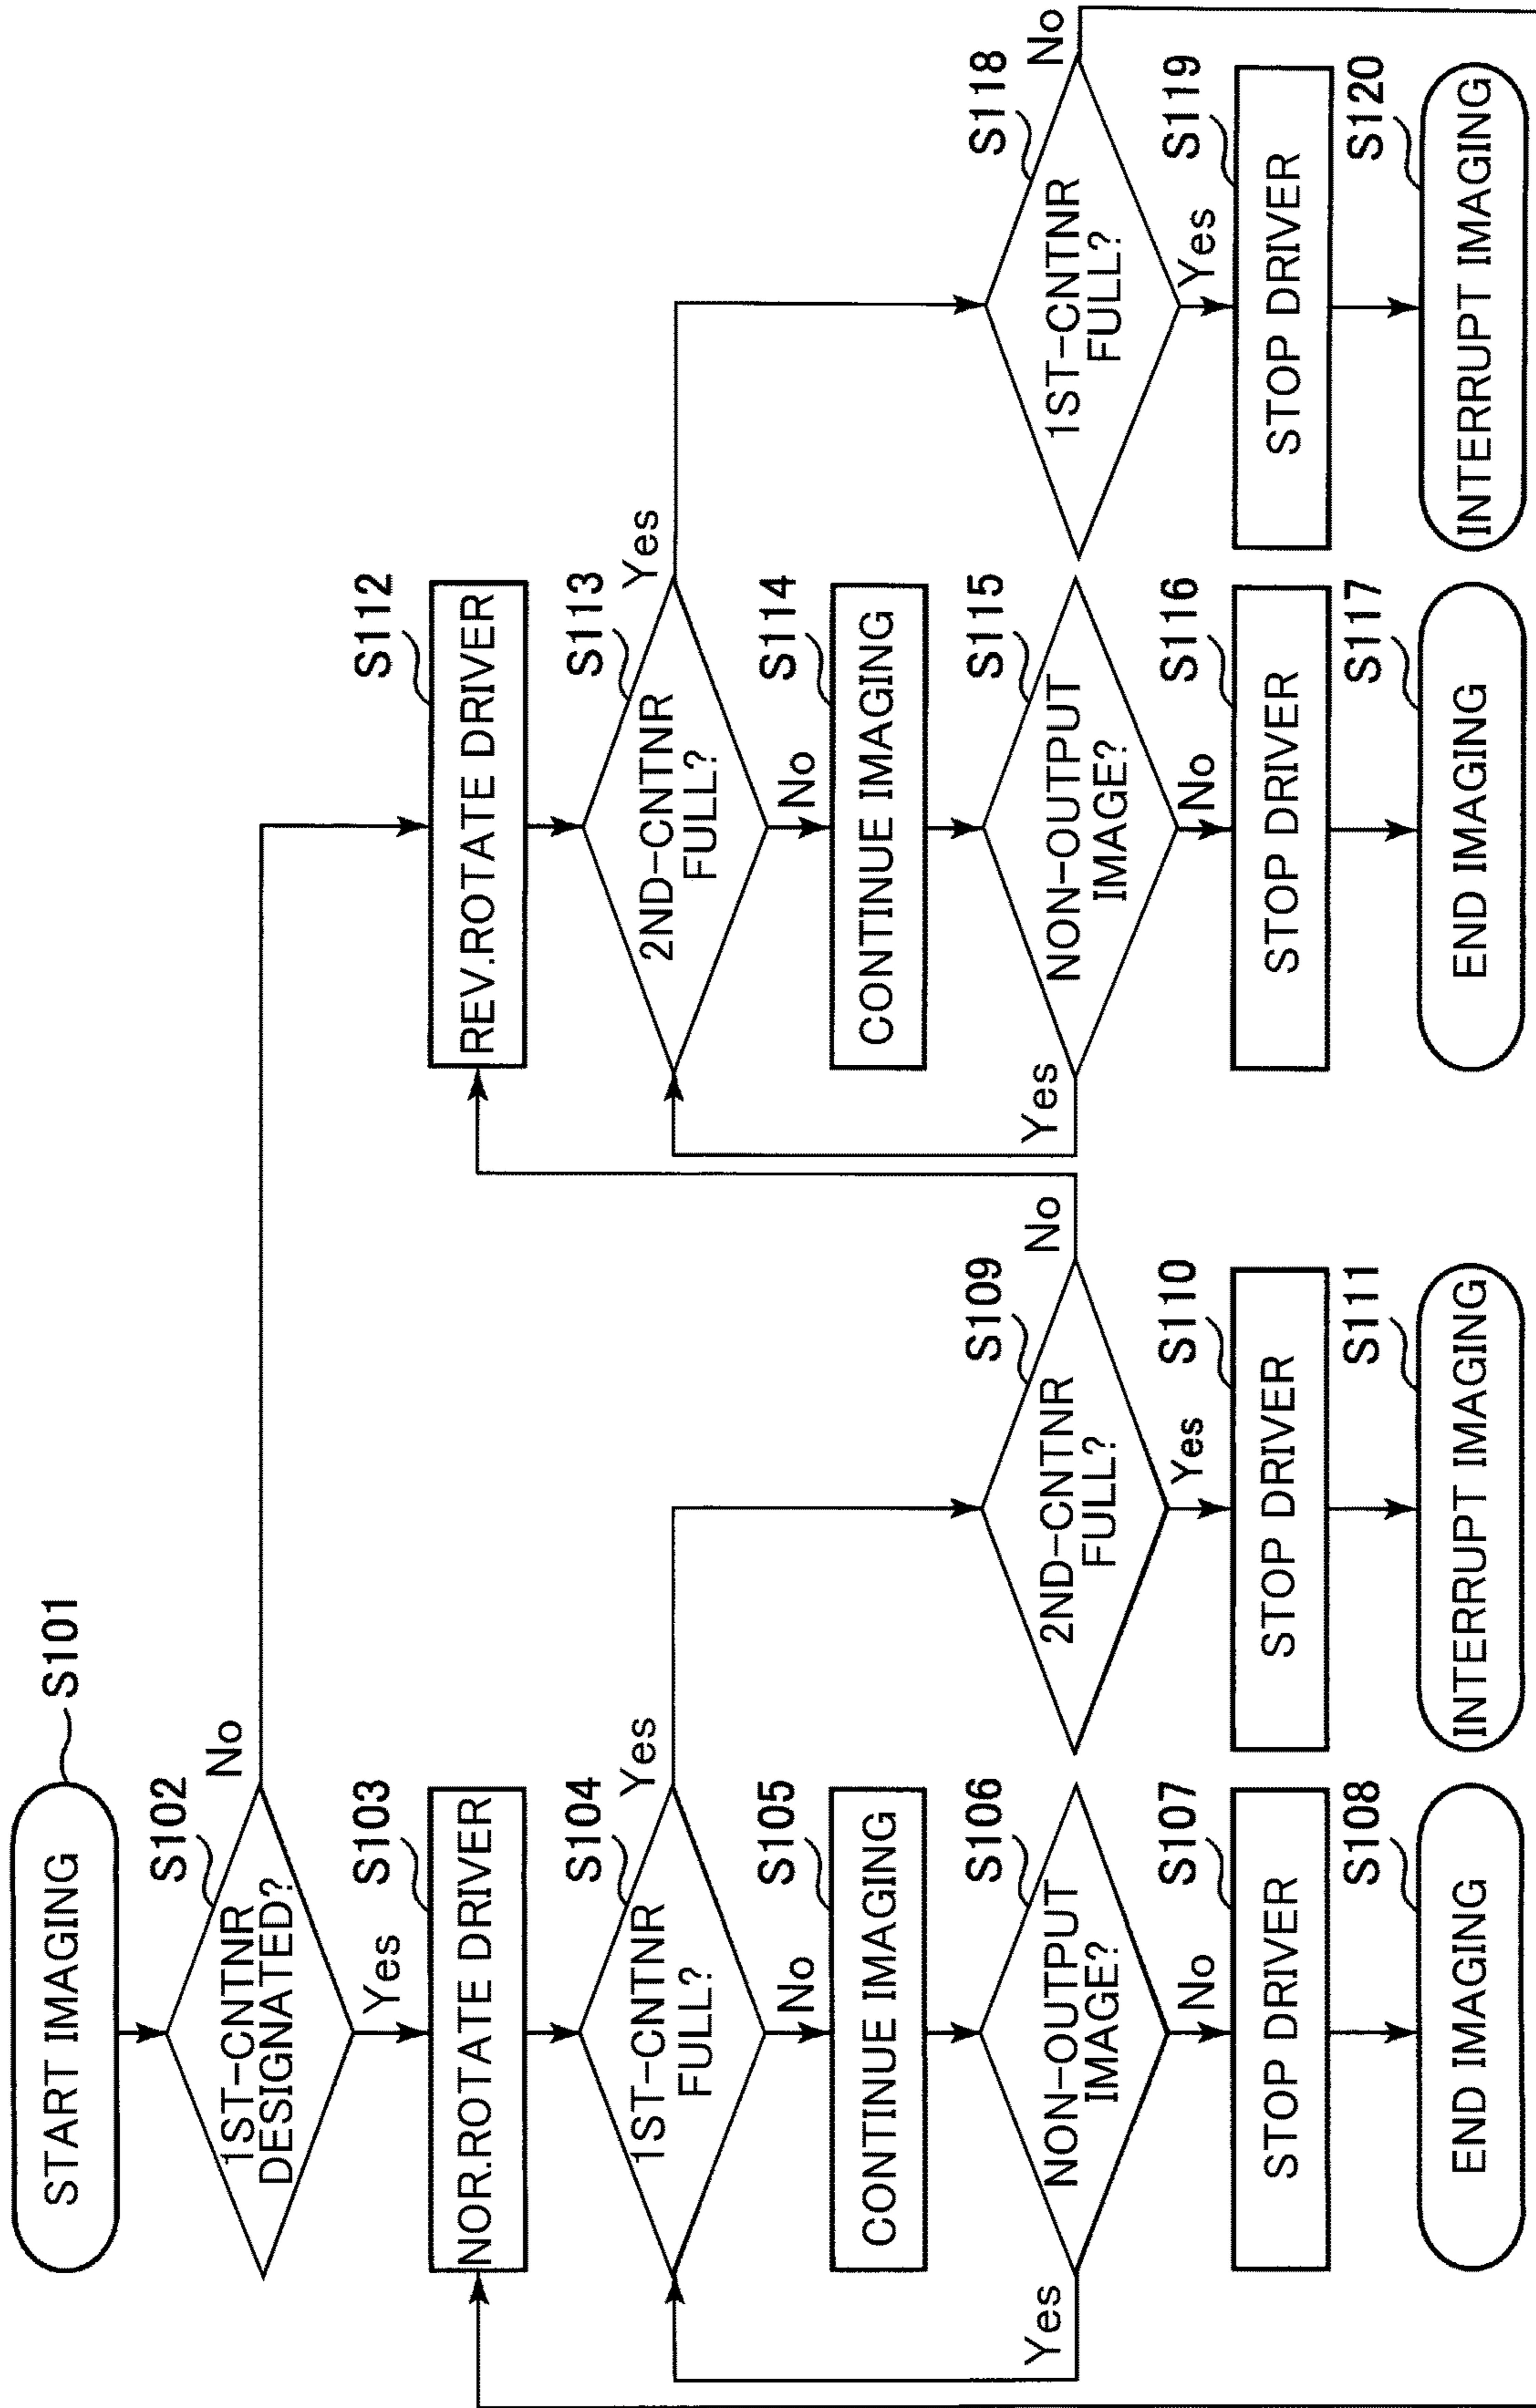 START IMAGING
S101
S102
1ST-CNTNR
DESIGNATED?
No
Yes
S103
NOR.ROTATE DRIVER
S104
1ST-CNTNR
FULL?
Yes
No
S105
CONTINUE IMAGING
S106
NON-OUTPUT
IMAGE?
Yes
No
S107
STOP DRIVER
S108
END IMAGING
S109
2ND-CNTNR
FULL?
No
Yes
S110
STOP DRIVER
S111
INTERRUPT IMAGING
S112
REV.ROTATE DRIVER
S113
2ND-CNTNR
FULL?
Yes
No
S114
CONTINUE IMAGING
S115
NON-OUTPUT
IMAGE?
Yes
No
S116
STOP DRIVER
S117
END IMAGING
S118
1ST-CNTNR
FULL?
No
Yes
S119
STOP DRIVER
S120
INTERRUPT IMAGING